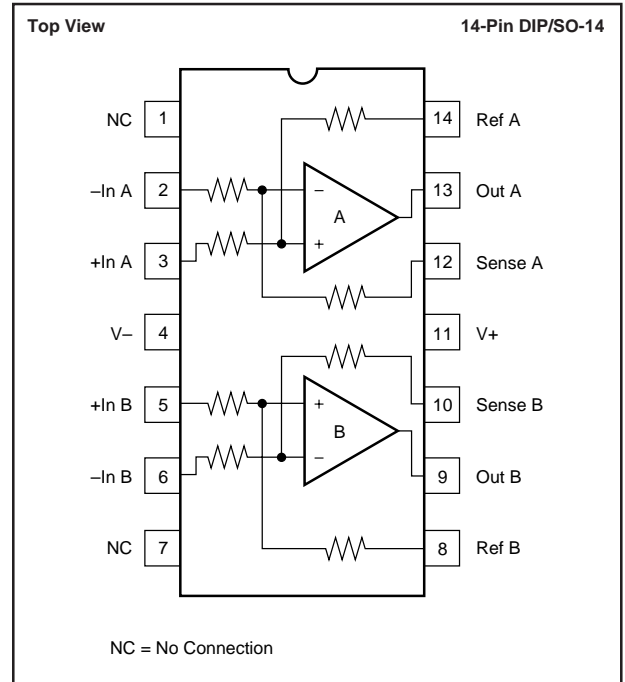 Top View 14-Pin DIP/SO-14
NC 1 14 Ref A
–In A 2 – 13 Out A
A
+In A 3 + 12 Sense A
V– 4 11 V+
+In B 5 + 10 Sense B
B
–In B 6 – 9 Out B
NC 7 8 Ref B
NC = No Connection